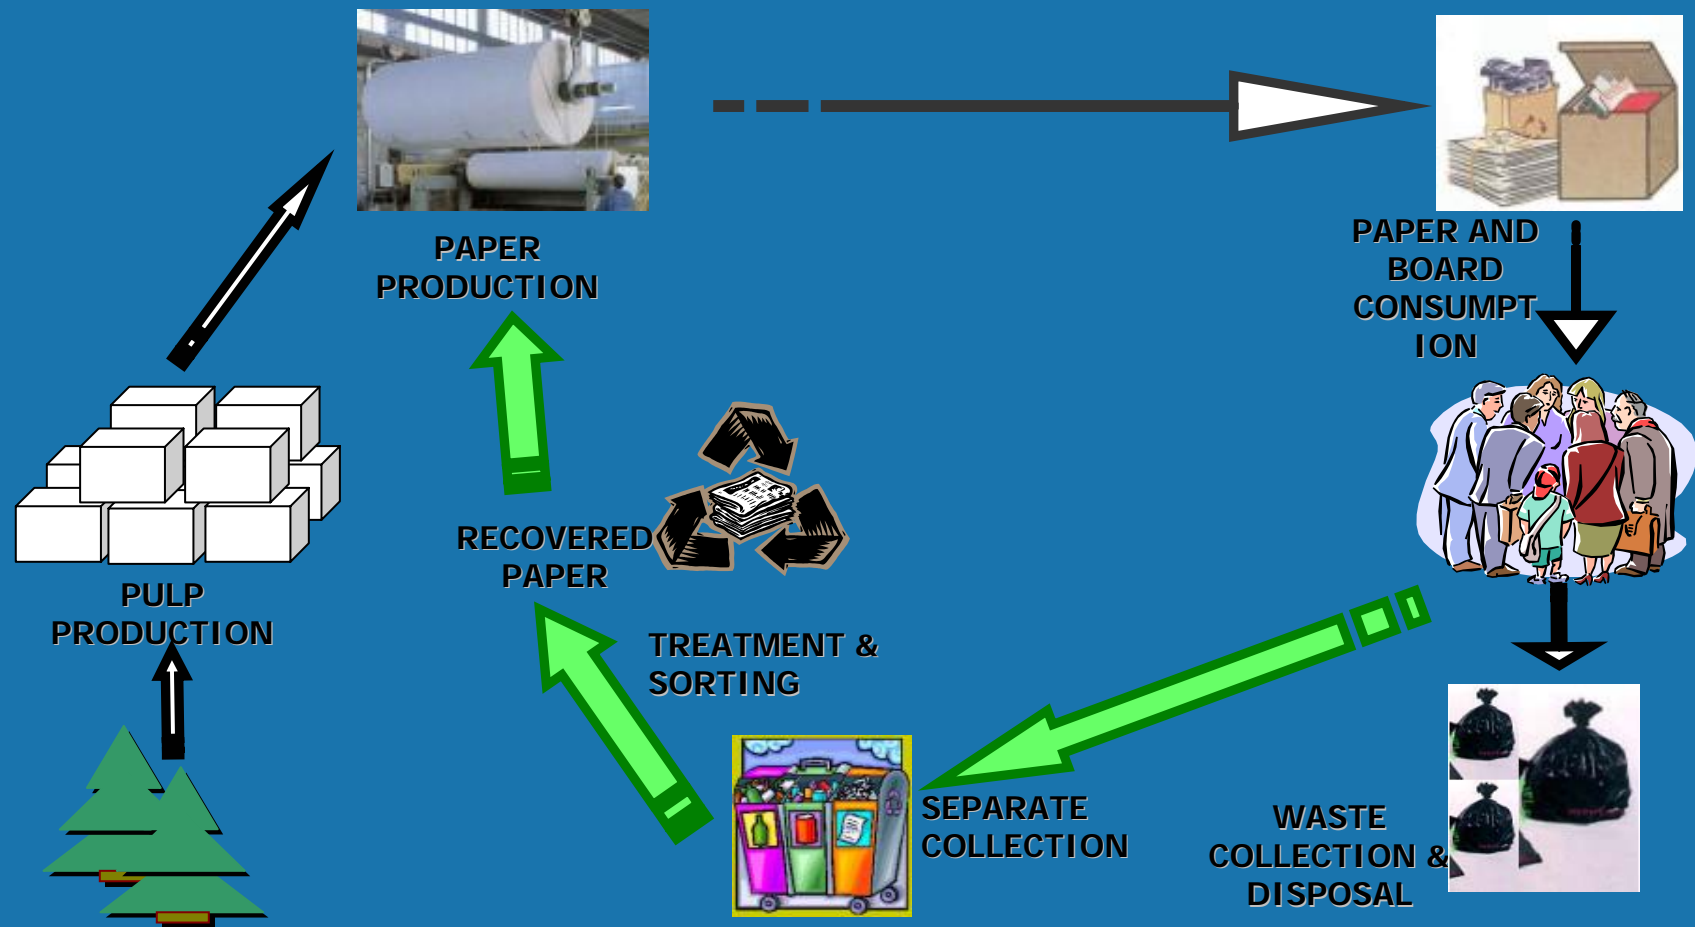 PAPER
PRODUCTION
PAPER AND
BOARD
CONSUMPT
ION
RECOVERED
PAPER
PULP
PRODUCTION
TREATMENT &
SORTING
SEPARATE
COLLECTION
WASTE
COLLECTION &
DISPOSAL